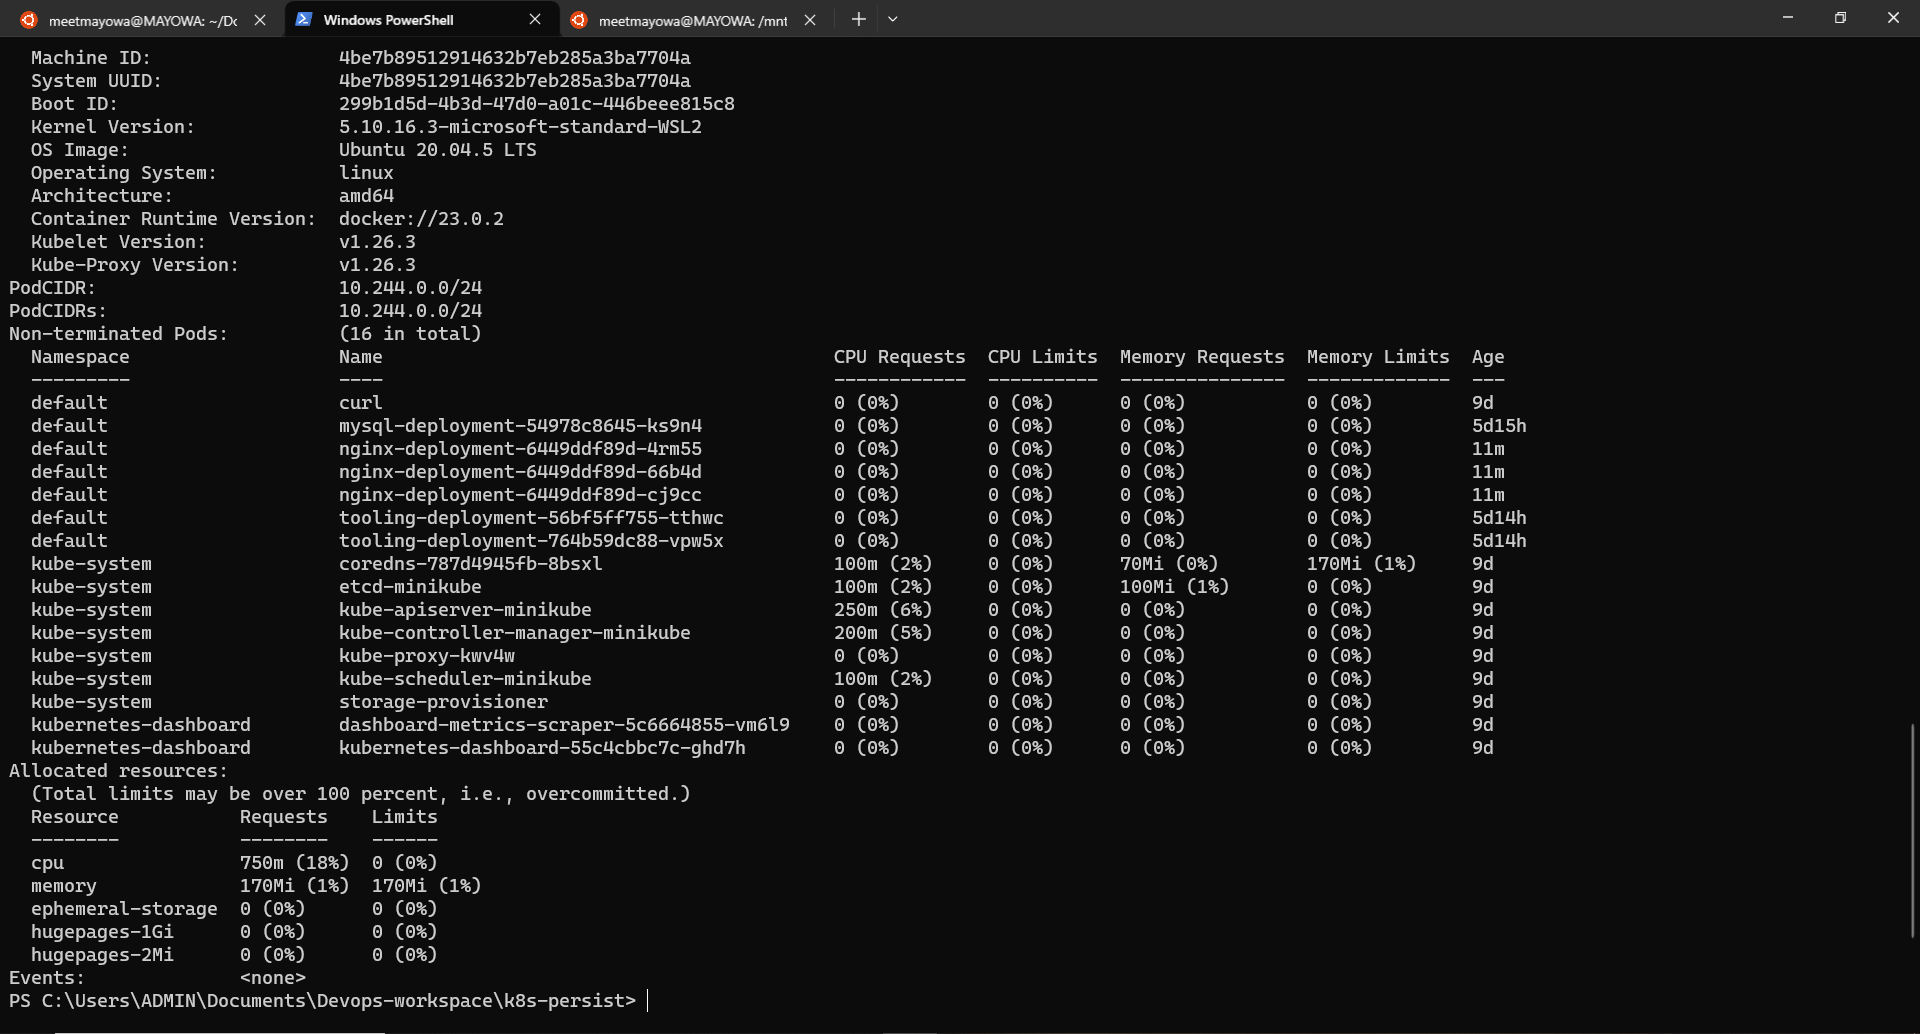 meetmayowa@MAYOWA: ~/Dc
Windows PowerShell
meetmayowa@MAYOWA: /mnt
Machine ID: 4be7b89512914632b7eb285a3ba7704a
System UUID: 4be7b89512914632b7eb285a3ba7704a
Boot ID: 299b1d5d-4b3d-47d0-a01c-446beee815c8
Kernel Version: 5.10.16.3-microsoft-standard-WSL2
OS Image: Ubuntu 20.04.5 LTS
Operating System: linux
Architecture: amd64
Container Runtime Version: docker://23.0.2
Kubelet Version: v1.26.3
Kube-Proxy Version: v1.26.3
PodCIDR: 10.244.0.0/24
PodCIDRs: 10.244.0.0/24
Non-terminated Pods: (16 in total)
Namespace Name CPU Requests CPU Limits Memory Requests Memory Limits Age
--------- ---- ------------ ---------- --------------- ------------- ---
default curl 0 (0%) 0 (0%) 0 (0%) 0 (0%) 9d
default mysql-deployment-54978c8645-ks9n4 0 (0%) 0 (0%) 0 (0%) 0 (0%) 5d15h
default nginx-deployment-6449ddf89d-4rm55 0 (0%) 0 (0%) 0 (0%) 0 (0%) 11m
default nginx-deployment-6449ddf89d-66b4d 0 (0%) 0 (0%) 0 (0%) 0 (0%) 11m
default nginx-deployment-6449ddf89d-cj9cc 0 (0%) 0 (0%) 0 (0%) 0 (0%) 11m
default tooling-deployment-56bf5ff755-tthwc 0 (0%) 0 (0%) 0 (0%) 0 (0%) 5d14h
default tooling-deployment-764b59dc88-vpw5x 0 (0%) 0 (0%) 0 (0%) 0 (0%) 5d14h
kube-system coredns-787d4945fb-8bsxl 100m (2%) 0 (0%) 70Mi (0%) 170Mi (1%) 9d
kube-system etcd-minikube 100m (2%) 0 (0%) 100Mi (1%) 0 (0%) 9d
kube-system kube-apiserver-minikube 250m (6%) 0 (0%) 0 (0%) 0 (0%) 9d
kube-system kube-controller-manager-minikube 200m (5%) 0 (0%) 0 (0%) 0 (0%) 9d
kube-system kube-proxy-kwv4w 0 (0%) 0 (0%) 0 (0%) 0 (0%) 9d
kube-system kube-scheduler-minikube 100m (2%) 0 (0%) 0 (0%) 0 (0%) 9d
kube-system storage-provisioner 0 (0%) 0 (0%) 0 (0%) 0 (0%) 9d
kubernetes-dashboard dashboard-metrics-scraper-5c6664855-vm6l9 0 (0%) 0 (0%) 0 (0%) 0 (0%) 9d
kubernetes-dashboard kubernetes-dashboard-55c4cbbc7c-ghd7h 0 (0%) 0 (0%) 0 (0%) 0 (0%) 9d
Allocated resources:
(Total limits may be over 100 percent, i.e., overcommitted.)
Resource Requests Limits
-------- -------- ------
cpu 750m (18%) 0 (0%)
memory 170Mi (1%) 170Mi (1%)
ephemeral-storage 0 (0%) 0 (0%)
hugepages-1Gi 0 (0%) 0 (0%)
hugepages-2Mi 0 (0%) 0 (0%)
Events: <none>
PS C:\Users\ADMIN\Documents\Devops-workspace\k8s-persist>